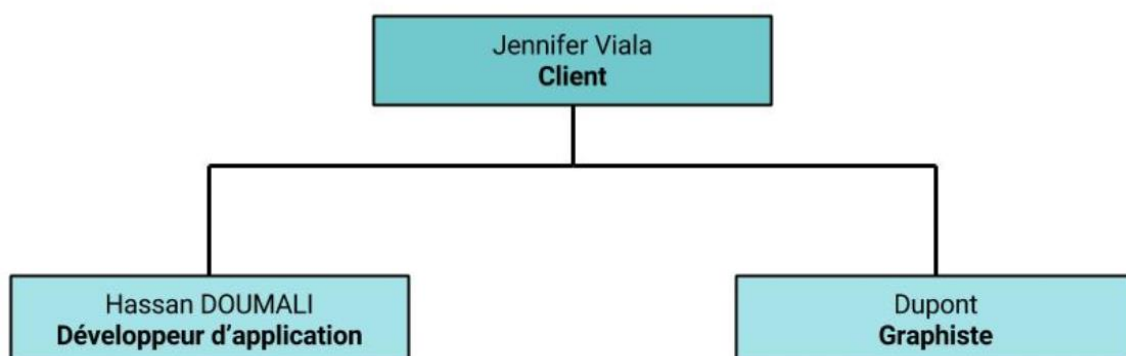 Jennifer Viala
Client
Hassan DOUMALI
Développeur d'application
Dupont
Graphiste